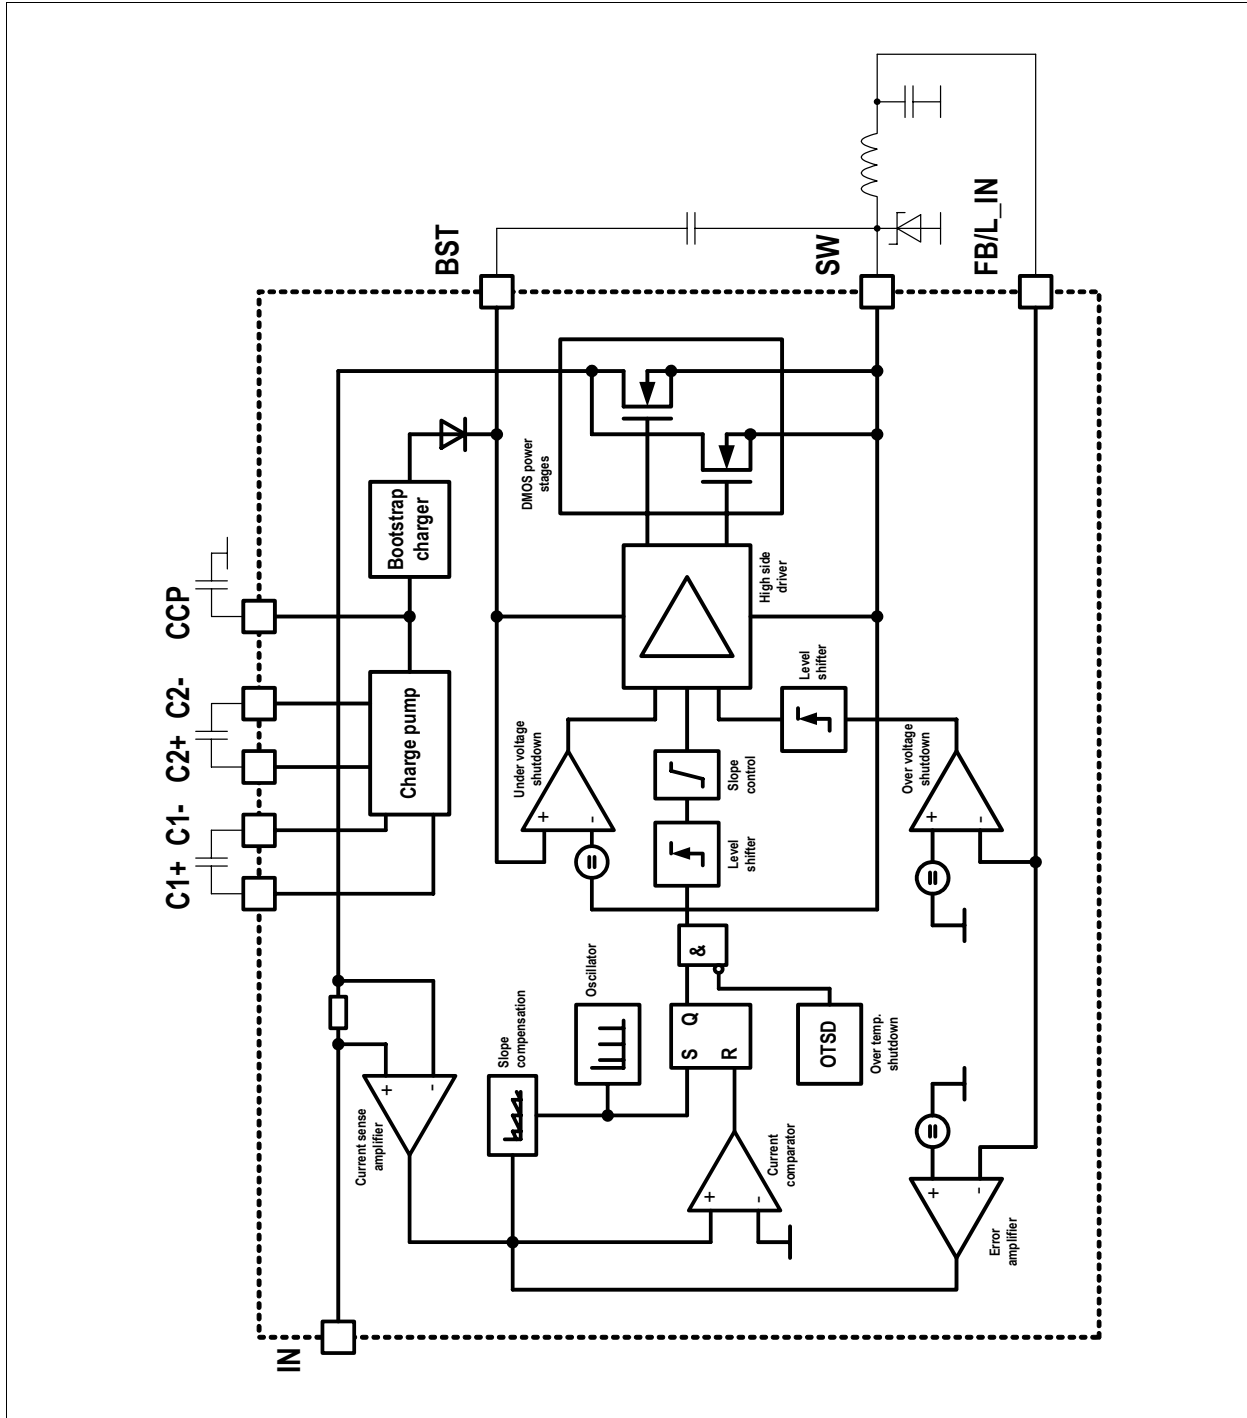 C1+
C1-
C2+
C2-
CCP
BST
SW
FB/L_IN
IN
Charge pump
Bootstrap
charger
DMOS power
stages
High side
driver
Level
shifter
Under voltage
shutdown
+
-
=
Slope
control
Level
shifter
Over voltage
shutdown
+
-
=
&
Oscillator
Slope
compensation
S
Q
R
OTSD
Over temp.
shutdown
Current sense
amplifier
+
-
Current
comparator
+
-
Error
amplifier
+
-
=